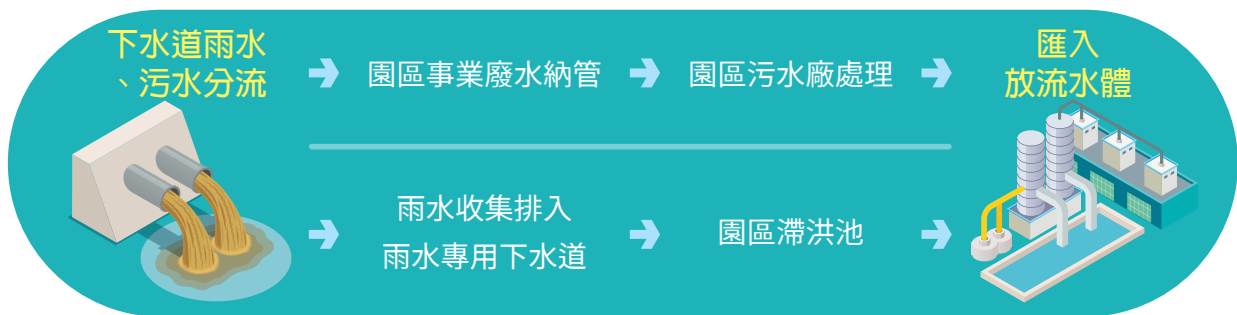 下水道雨水
、污水分流
園區事業廢水納管
園區污水廠處理
匯入
放流水體
雨水收集排入
雨水專用下水道
園區滯洪池